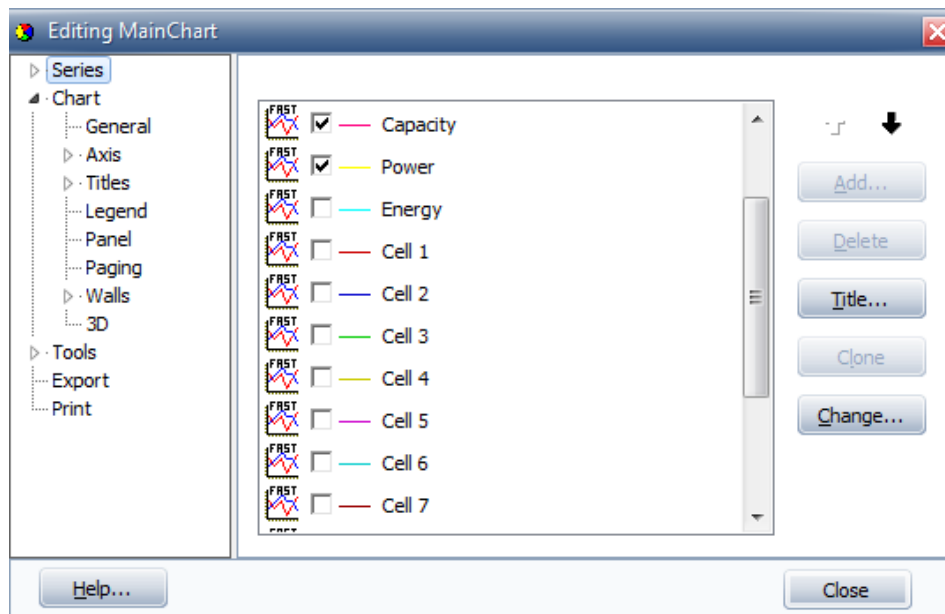 Editing MainChart
Series
Chart
General
Axis
Titles
Legend
Panel
Paging
Walls
3D
Tools
Export
Print
FAST Capacity
FAST Power
FAST Energy
FAST Cell 1
FAST Cell 2
FAST Cell 3
FAST Cell 4
FAST Cell 5
FAST Cell 6
FAST Cell 7
FAST
Add...
Delete
Title...
Clone
Change...
Help...
Close